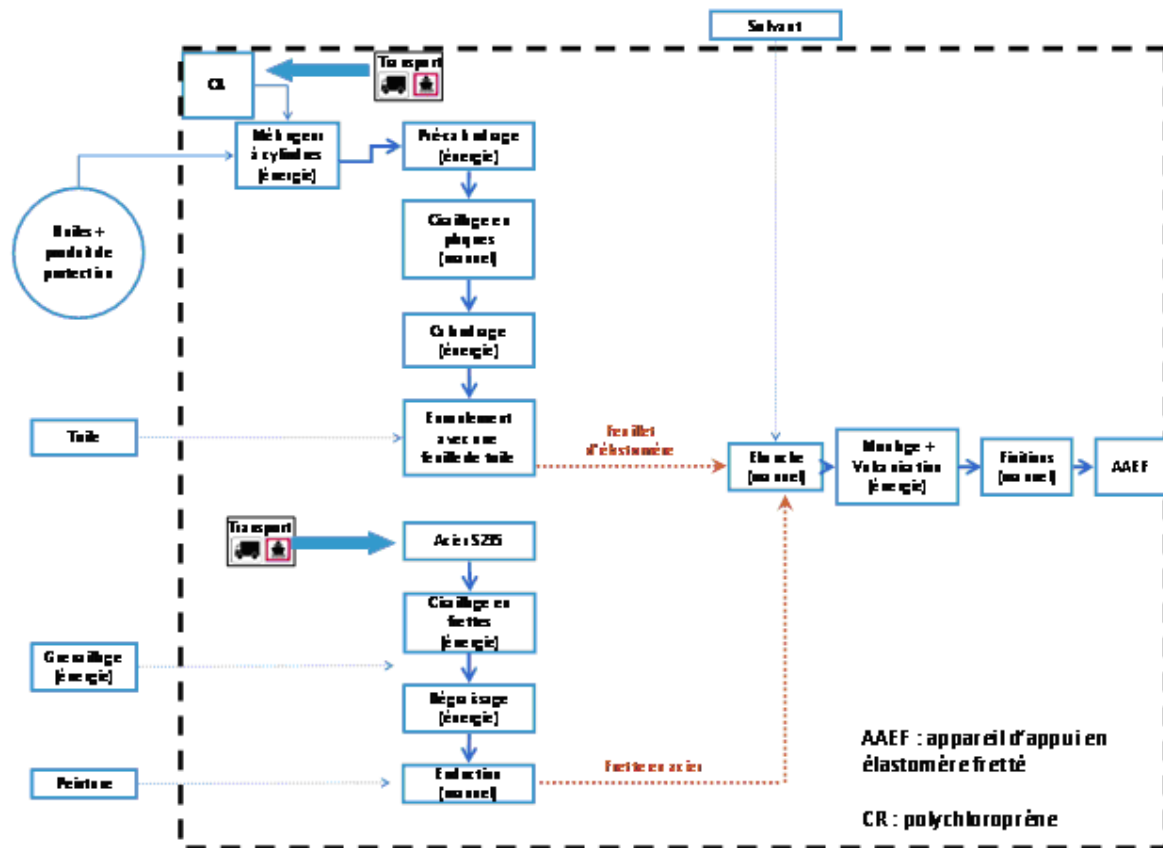 Solvant
CR
Transport
Mélangeur
à cylindres
(énergie)
Pré-calandrage
(énergie)
Huiles +
produit de
protection
Cisaillage en
plaques
(manuel)
Calandrage
(énergie)
Toile
Enroulement
avec une
feuille de toile
Feuillet
d'élastomère
Ebauche
(manuel)
Moulage +
Vulcanisation
(énergie)
Finitions
(manuel)
AAEF
Transport
Acier S235
Cisaillage en
frettes
(énergie)
Grenaillage
(énergie)
Dégraissage
(énergie)
Peinture
Enduction
(manuel)
Frette en acier
AAEF : appareil d'appui en
élastomère fretté
CR : polychloroprène